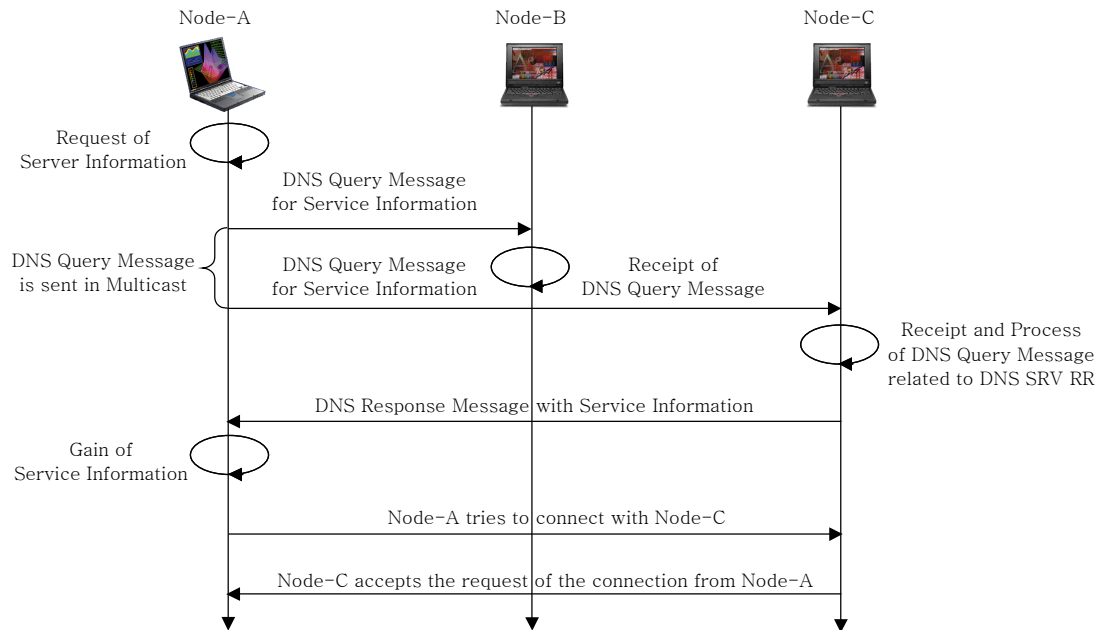 Node-A
Node-B
Node-C
Request of
Server Information
DNS Query Message
for Service Information
DNS Query Message
is sent in Multicast
DNS Query Message
for Service Information
Receipt of
DNS Query Message
Receipt and Process
of DNS Query Message
related to DNS SRV RR
DNS Response Message with Service Information
Gain of
Service Information
Node-A tries to connect with Node-C
Node-C accepts the request of the connection from Node-A